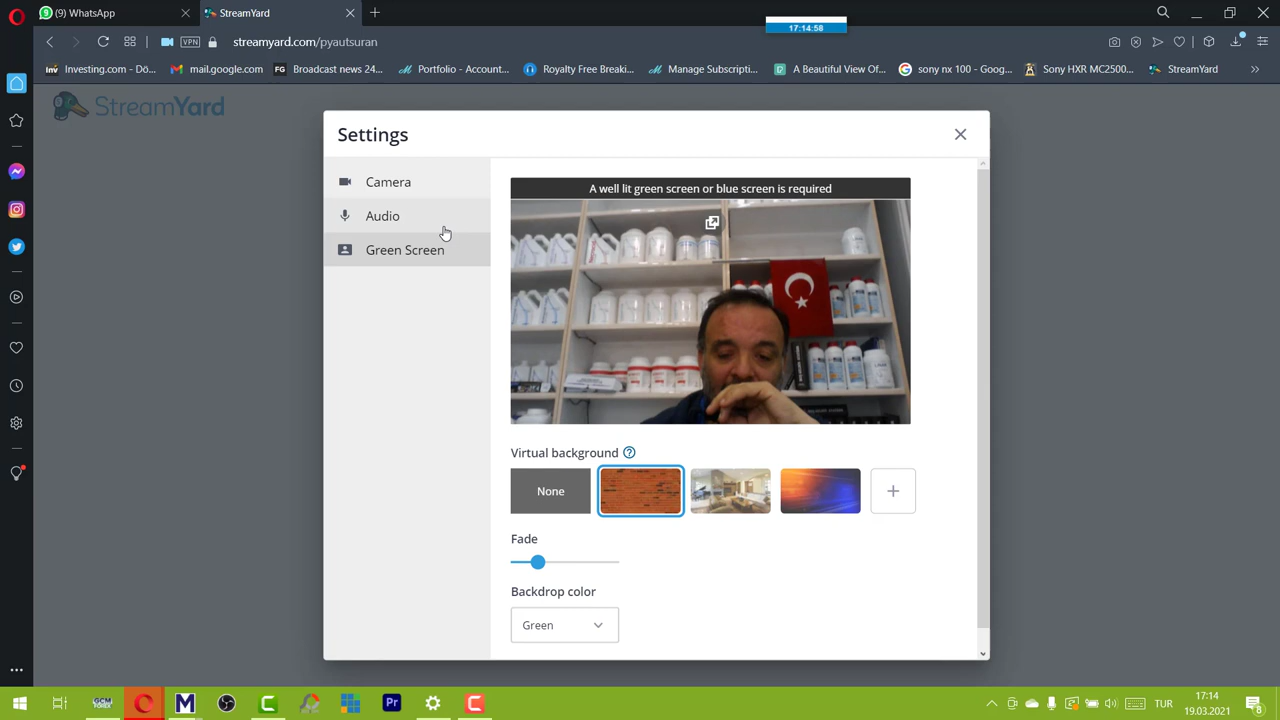 (9) WhatsApp
StreamYard
17:14:58
VPN
streamyard.com/pyautsuran
Investing.com - Dö...
mail.google.com
FG
Broadcast news 24...
Portfolio - Account...
Royalty Free Breaki...
Manage Subscripti...
A Beautiful View Of...
sony nx 100 - Goog...
Sony HXR MC2500...
StreamYard
StreamYard
Settings
Camera
Audio
Green Screen
A well lit green screen or blue screen is required
Virtual background
None
Fade
Backdrop color
Green
TUR
17:14
19.03.2021
8